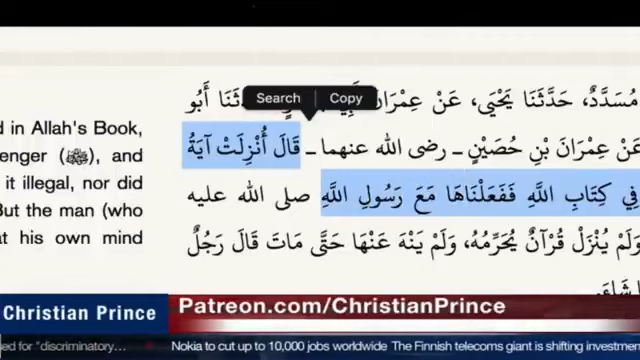 مُسَدَّدٌ، حَدَّثَنَا يَحْيَى، عَنْ عِمْرَانَ
أَبُو
Search Copy
d in Allah's Book,
عَنْ عِمْرَانَ بْنِ حُصَيْنٍ ـ رضى الله عنهما ـ قَالَ أُنْزِلَتْ آيَةُ
enger (ﷺ), and
فِي كِتَابِ اللَّهِ فَفَعَلْنَاهَا مَعَ رَسُولِ اللَّهِ صلى الله عليه
it illegal, nor did
But the man (who
وَلَمْ يُنْزَلْ قُرْآنٌ يُحَرِّمُهُ، وَلَمْ يَنْهَ عَنْهَا حَتَّى مَاتَ قَالَ رَجُلٌ
at his own mind
Christian Prince
Patreon.com/ChristianPrince
ed for "discriminatory...
Nokia to cut up to 10,000 jobs worldwide The Finnish telecoms giant is shifting investmen